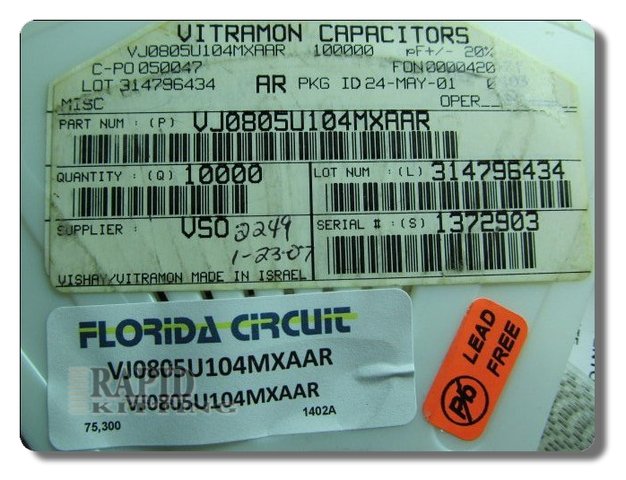 VITRAMON CAPACITORS
VJ0805U104MXAAR 100000 pF+/- 20%
C-PO 050047 FON0000420
LOT 314796434 AR PKG ID 24-MAY-01
MISC OPER__
PART NUM : (P) VJ0805U104MXAAR
QUANTITY : (Q) 10000 LOT NUM : (L) 314796434
SUPPLIER : VSO SERIAL # : (S) 1372903
2249
1-23-07
VISHAY/VITRAMON MADE IN ISRAEL
FLORIDA CIRCUIT
VJ0805U104MXAAR
RAPID
VJ0805U104MXAAR
KITTING
75,300 1402A
LEAD
FREE
Pb